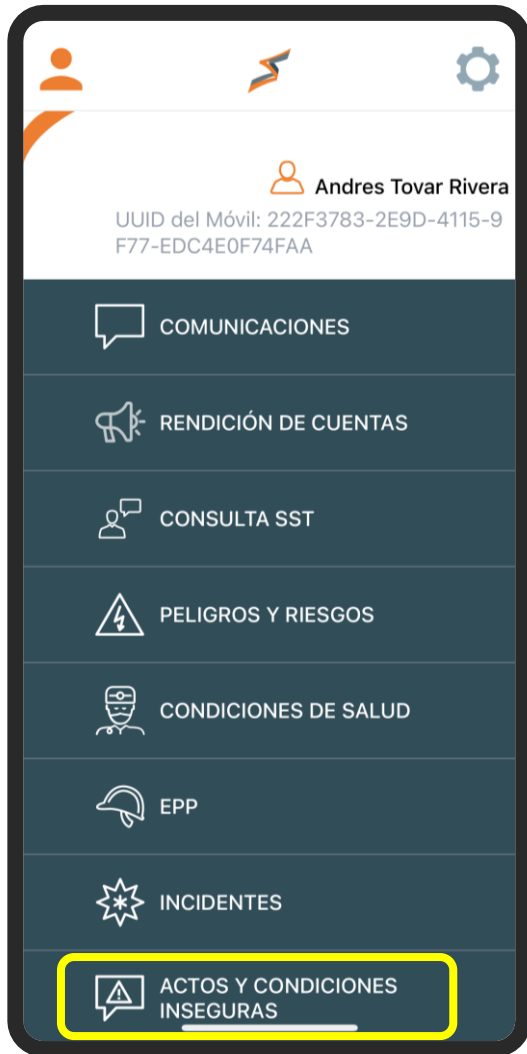 Andres Tovar Rivera
UUID del Móvil: 222F3783-2E9D-4115-9
F77-EDC4E0F74FAA
COMUNICACIONES
RENDICIÓN DE CUENTAS
CONSULTA SST
PELIGROS Y RIESGOS
CONDICIONES DE SALUD
EPP
INCIDENTES
ACTOS Y CONDICIONES
INSEGURAS